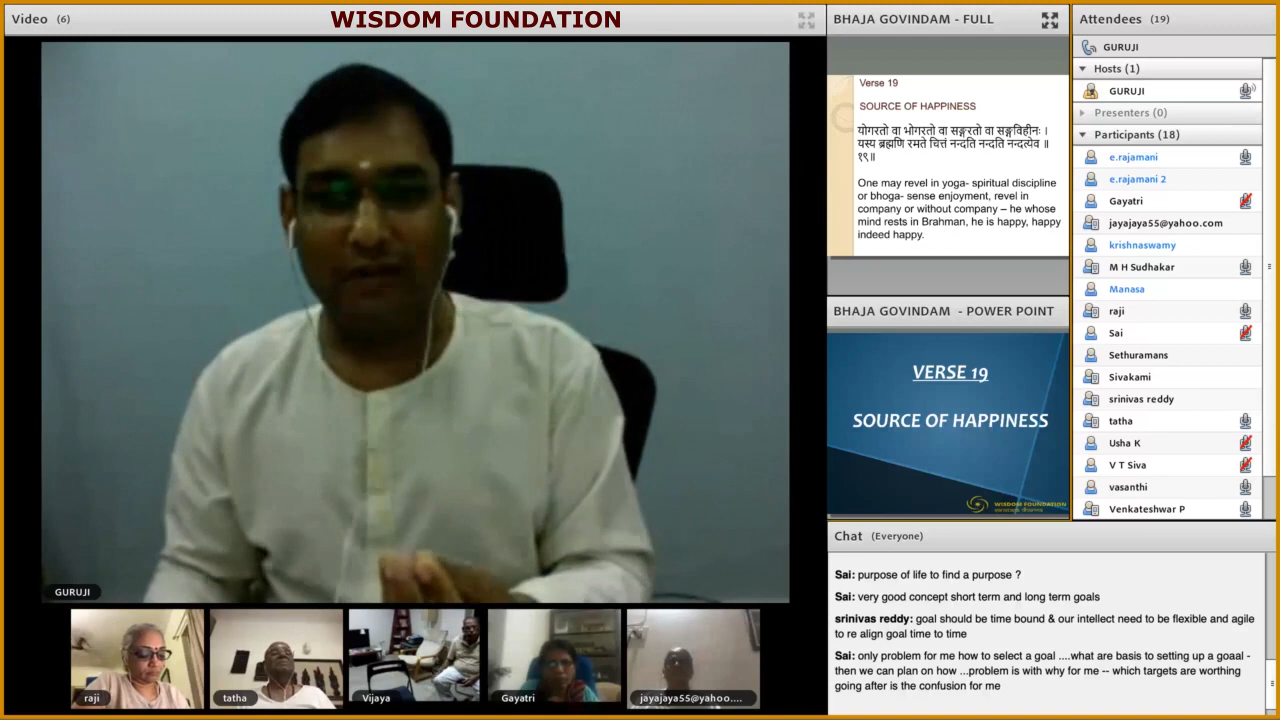 Video (6)
WISDOM FOUNDATION
GURUJI
raji
tatha
Vijaya
Gayatri
jayajaya55@yahoo....
BHAJA GOVINDAM - FULL
Verse 19
SOURCE OF HAPPINESS
योगरतो वा भोगरतो वा सङ्गरतो वा सङ्गविहीनः ।
यस्य ब्रह्मणि रमते चित्तं नन्दति नन्दति नन्दत्येव ॥
१९॥
One may revel in yoga- spiritual discipline
or bhoga- sense enjoyment, revel in
company or without company – he whose
mind rests in Brahman, he is happy, happy
indeed happy.
BHAJA GOVINDAM - POWER POINT
VERSE 19
SOURCE OF HAPPINESS
WISDOM FOUNDATION
Attendees (19)
GURUJI
Hosts (1)
GURUJI
Presenters (0)
Participants (18)
e.rajamani
e.rajamani 2
Gayatri
jayajaya55@yahoo.com
krishnaswamy
M H Sudhakar
Manasa
raji
Sai
Sethuramans
Sivakami
srinivas reddy
tatha
Usha K
V T Siva
vasanthi
Venkateshwar P
Chat (Everyone)
Sai: purpose of life to find a purpose ?
Sai: very good concept short term and long term goals
srinivas reddy: goal should be time bound & our intellect need to be flexible and agile
to re align goal time to time
Sai: only problem for me how to select a goal ....what are basis to setting up a goaal -
then we can plan on how ...problem is with why for me -- which targets are worthing
going after is the confusion for me